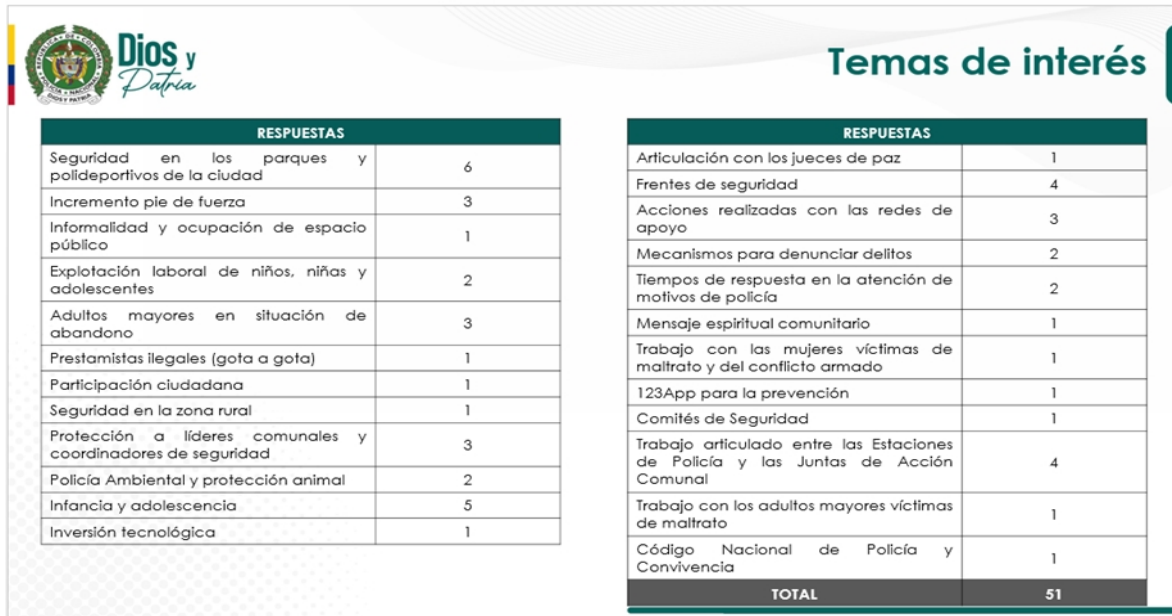 Dios y
Patria
Temas de interés
RESPUESTAS
Seguridad en los parques y
polideportivos de la ciudad
6
Incremento pie de fuerza
3
Informalidad y ocupación de espacio
público
1
Explotación laboral de niños, niñas y
adolescentes
2
Adultos mayores en situación de
abandono
3
Prestamistas ilegales (gota a gota)
1
Participación ciudadana
1
Seguridad en la zona rural
1
Protección a líderes comunales y
coordinadores de seguridad
3
Policía Ambiental y protección animal
2
Infancia y adolescencia
5
Inversión tecnológica
1
RESPUESTAS
Articulación con los jueces de paz
1
Frentes de seguridad
4
Acciones realizadas con las redes de
apoyo
3
Mecanismos para denunciar delitos
2
Tiempos de respuesta en la atención de
motivos de policía
2
Mensaje espiritual comunitario
1
Trabajo con las mujeres víctimas de
maltrato y del conflicto armado
1
123App para la prevención
1
Comités de Seguridad
1
Trabajo articulado entre las Estaciones
de Policía y las Juntas de Acción
Comunal
4
Trabajo con los adultos mayores víctimas
de maltrato
1
Código Nacional de Policía y
Convivencia
1
TOTAL
51